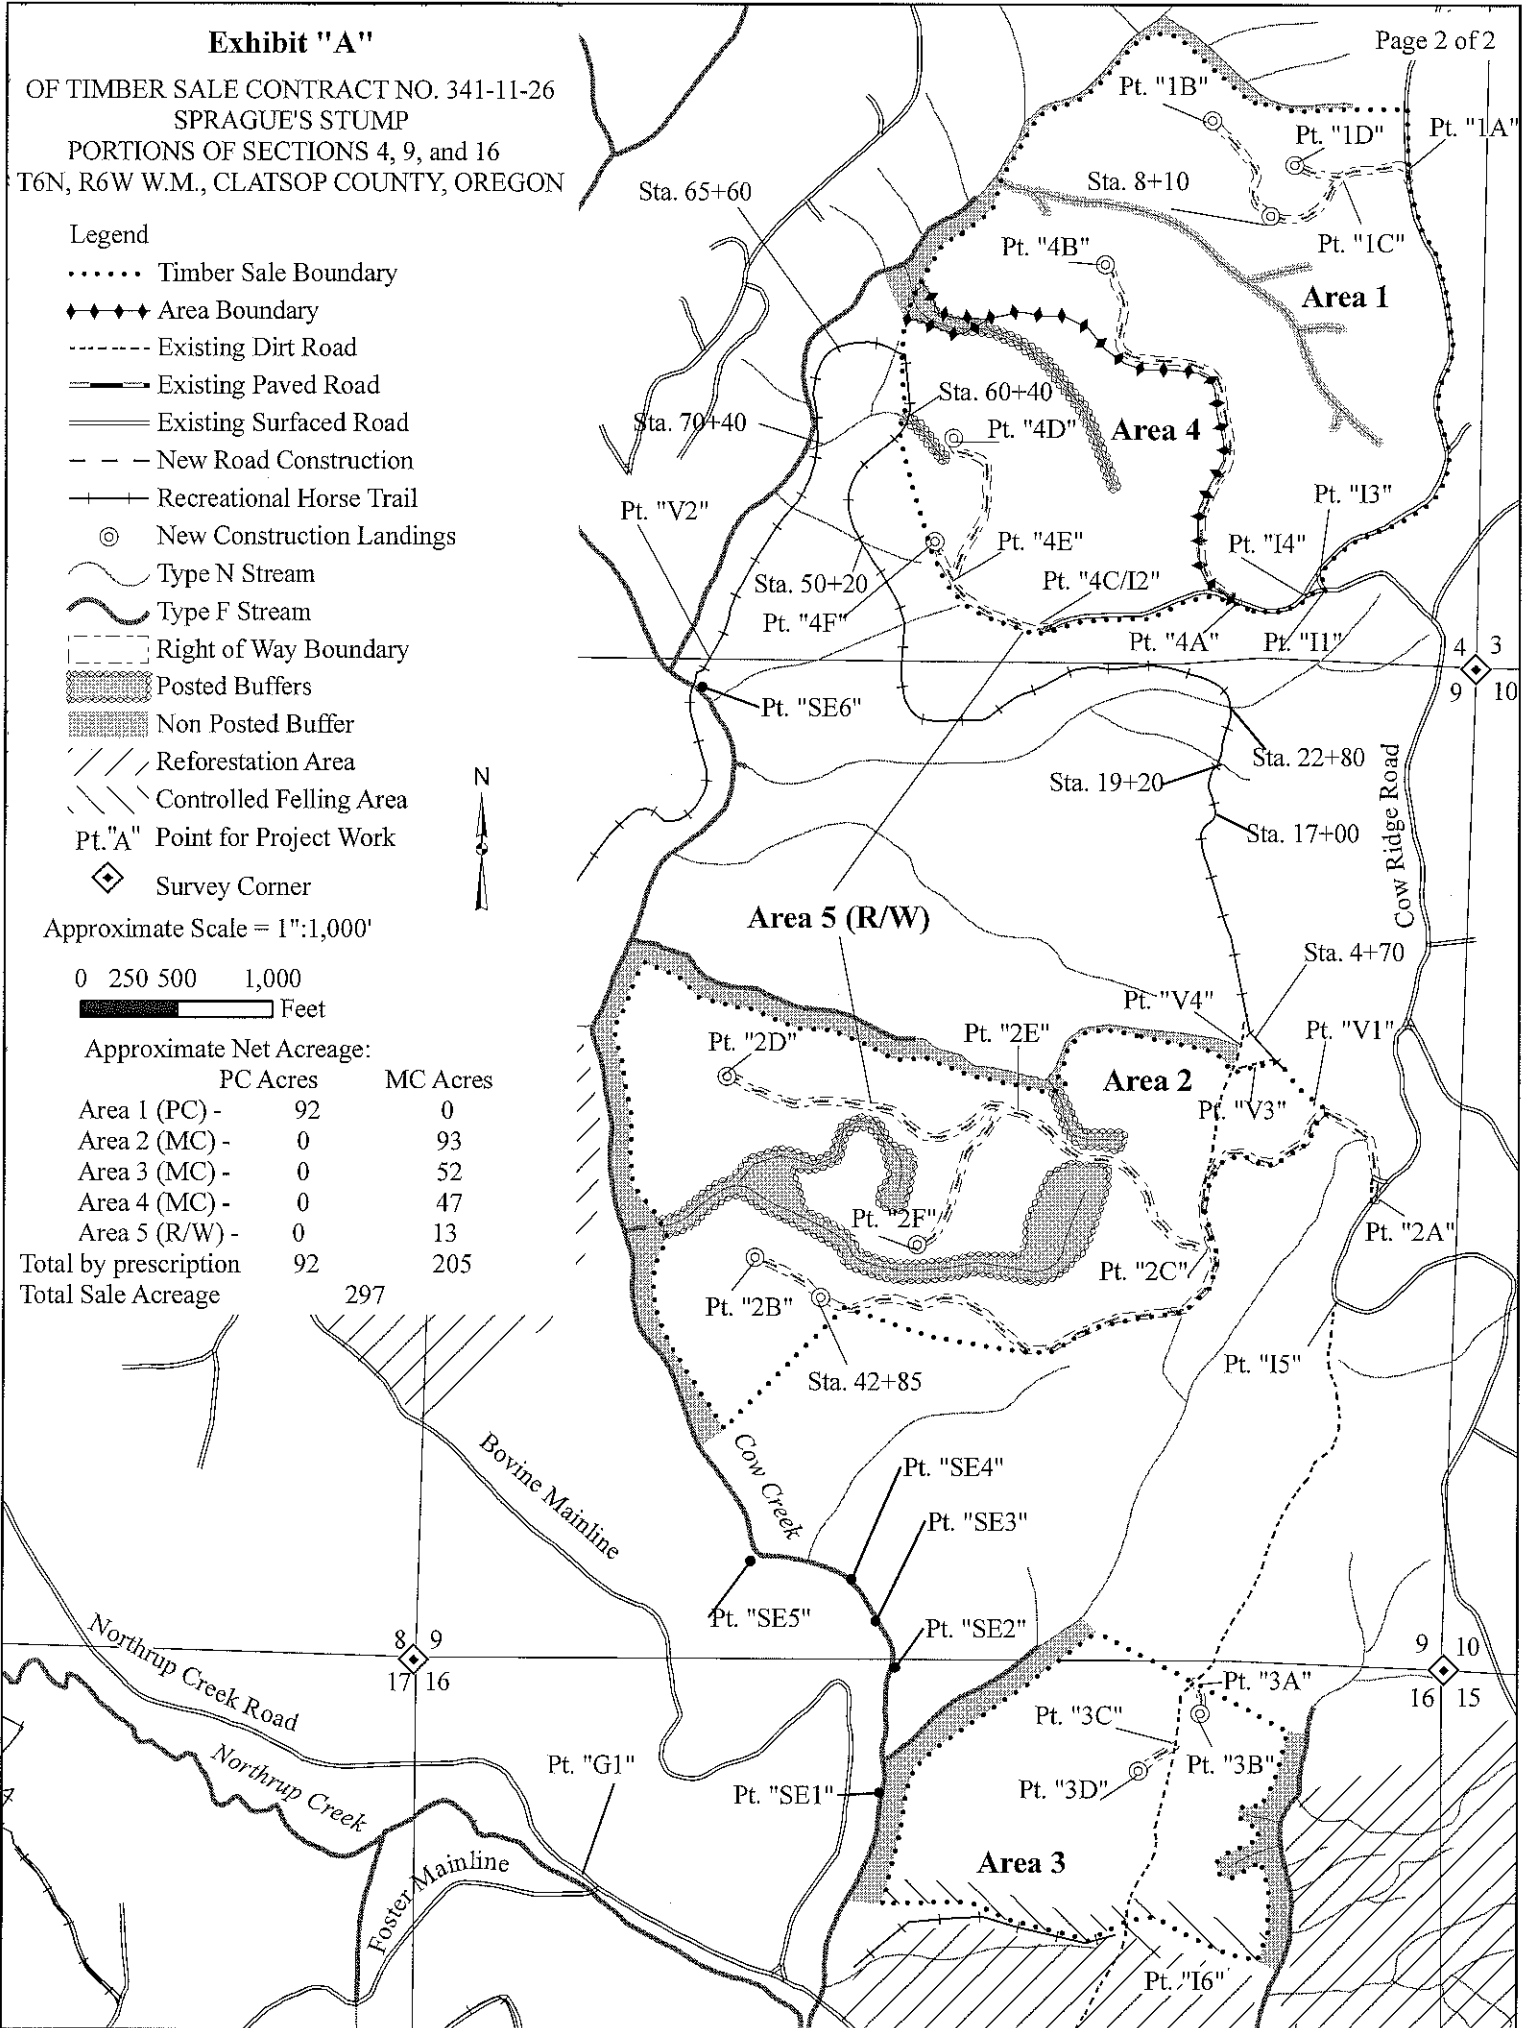 Exhibit "A"
OF TIMBER SALE CONTRACT NO. 341-11-26
SPRAGUE'S STUMP
PORTIONS OF SECTIONS 4, 9, and 16
T6N, R6W W.M., CLATSOP COUNTY, OREGON
Page 2 of 2
Legend
Timber Sale Boundary
Area Boundary
Existing Dirt Road
Existing Paved Road
Existing Surfaced Road
New Road Construction
Recreational Horse Trail
New Construction Landings
Type N Stream
Type F Stream
Right of Way Boundary
Posted Buffers
Non Posted Buffer
Reforestation Area
Controlled Felling Area
Pt."A" Point for Project Work
Survey Corner
N
Approximate Scale = 1":1,000'
0 250 500 1,000
Feet
Approximate Net Acreage:
PC Acres MC Acres
Area 1 (PC) - 92 0
Area 2 (MC) - 0 93
Area 3 (MC) - 0 52
Area 4 (MC) - 0 47
Area 5 (R/W) - 0 13
Total by prescription 92 205
Total Sale Acreage 297
Pt. "1B"
Pt. "1D"
Pt. "1A"
Sta. 65+60
Sta. 8+10
Pt. "4B"
Pt. "1C"
Area 1
Sta. 60+40
Sta. 70+40
Pt. "4D"
Area 4
Pt. "V2"
Pt. "I3"
Pt. "4E"
Pt. "I4"
Sta. 50+20
Pt. "4C/I2"
Pt. "4F"
Pt. "4A"
Pt. "I1"
4 3
9 10
Pt. "SE6"
Sta. 22+80
Sta. 19+20
Sta. 17+00
Cow Ridge Road
Area 5 (R/W)
Sta. 4+70
Pt. "V4"
Pt. "2D"
Pt. "2E"
Pt. "V1"
Area 2
Pt. "V3"
Pt. "2F"
Pt. "2A"
Pt. "2C"
Pt. "2B"
Pt. "I5"
Sta. 42+85
Cow Creek
Bovine Mainline
Pt. "SE4"
Pt. "SE3"
Pt. "SE5"
Pt. "SE2"
Northrup Creek Road
8 9
17 16
9 10
16 15
Pt. "3A"
Pt. "3C"
Northrup Creek
Pt. "G1"
Pt. "3B"
Pt. "SE1"
Pt. "3D"
Foster Mainline
Area 3
Pt. "I6"